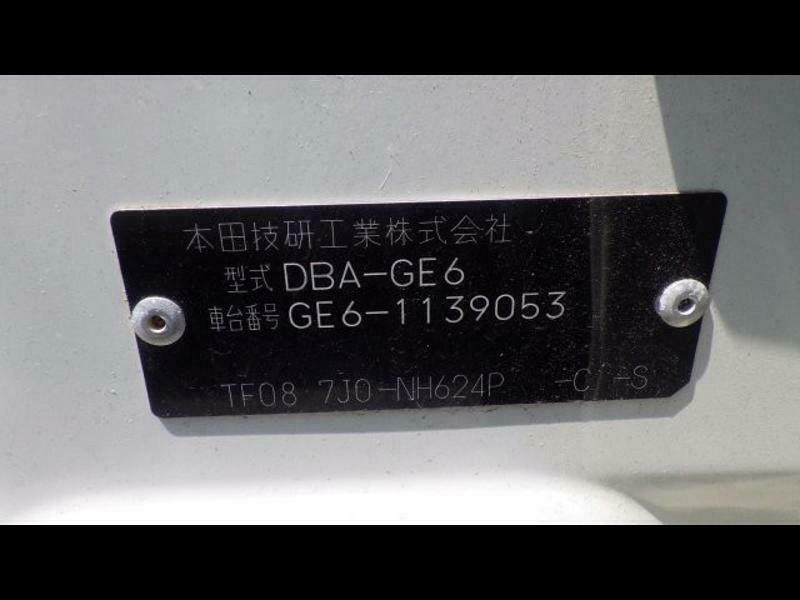 本田技研工業株式会社
型式 DBA-GE6
車台番号 GE6-1139053
TF08 7J0-NH624P -C -S